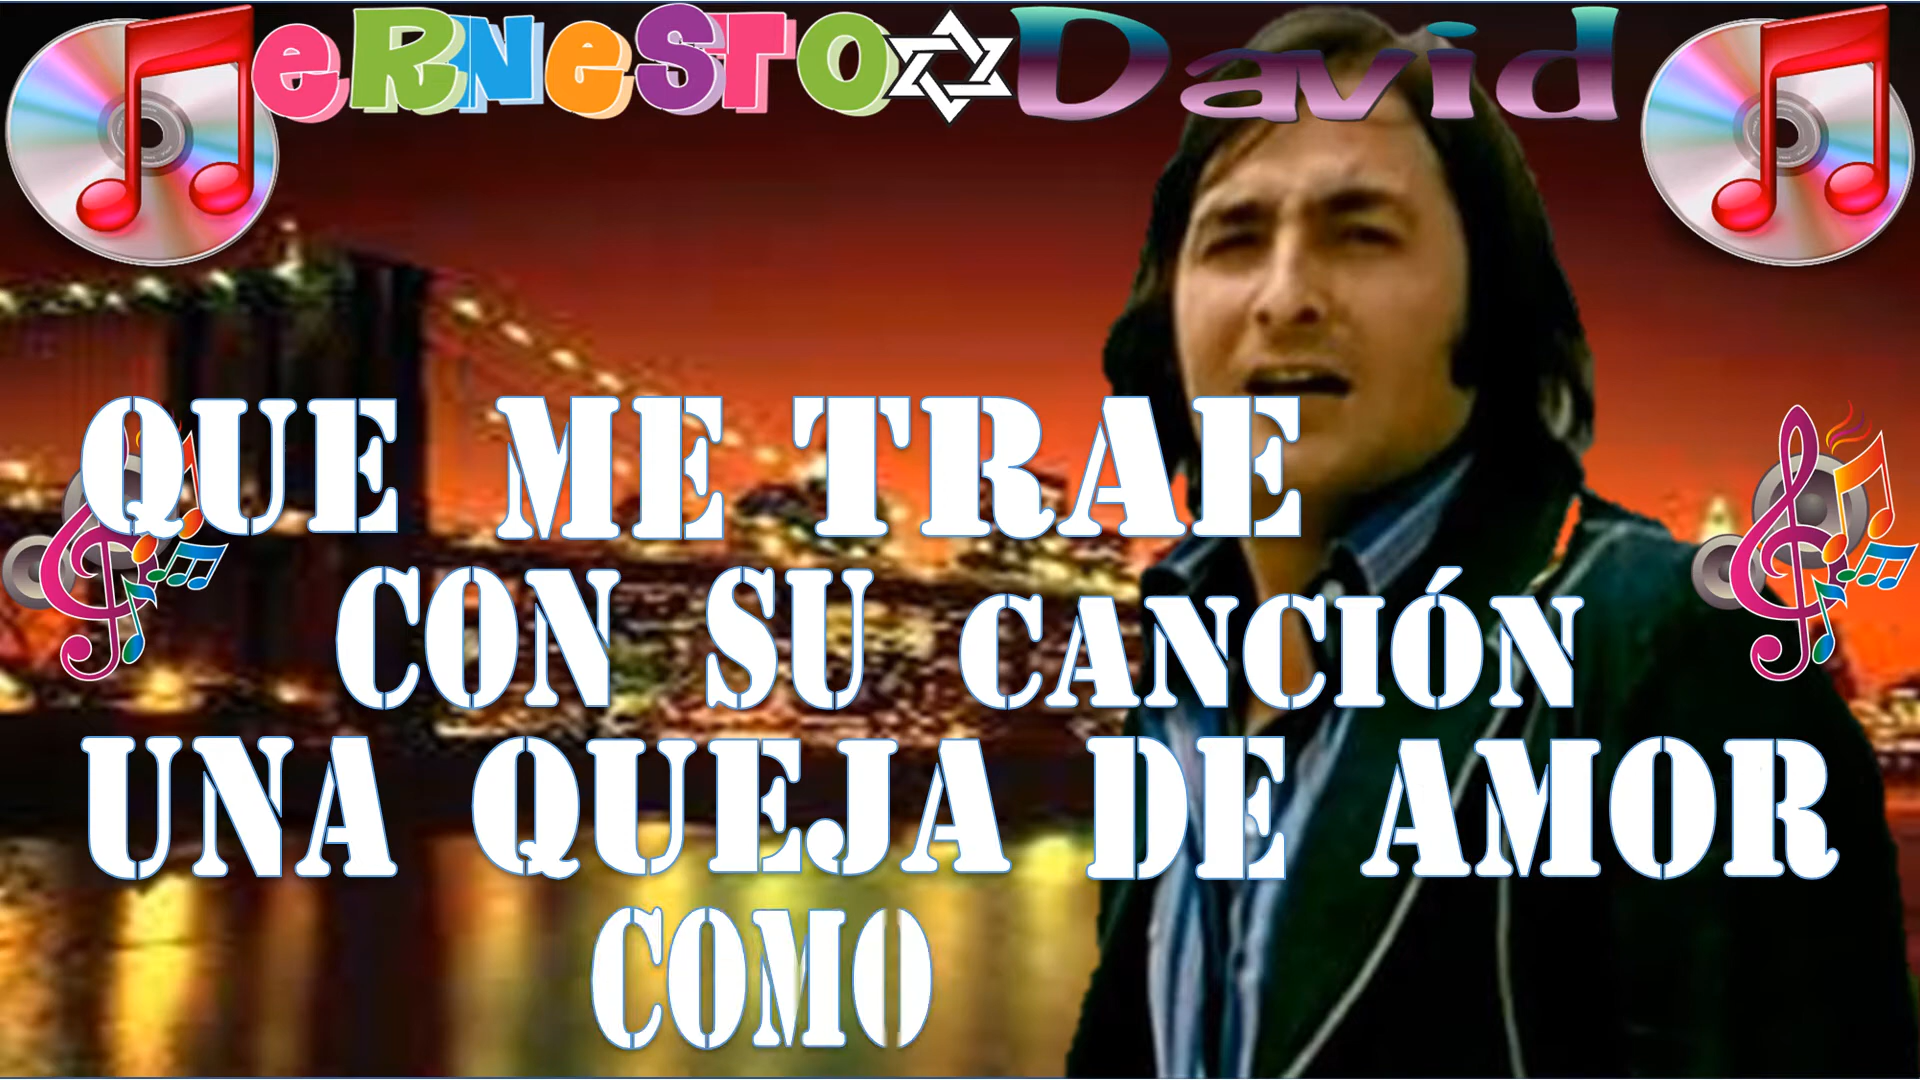 eRNeSTO David
QUE ME TRAE
CON SU CANCIÓN
UNA QUEJA DE AMOR
COMO